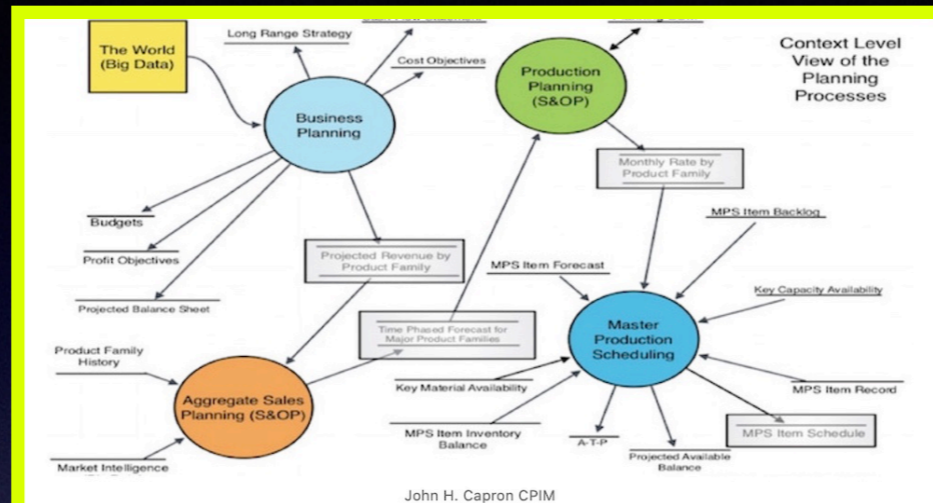 Long Range Strategy
The World
(Big Data)
Cost Objectives
Business
Planning
Production
Planning
(S&OP)
Context Level
View of the
Planning
Processes
Monthly Rate by
Product Family
Budgets
Profit Objectives
Projected Balance Sheet
Projected Revenue by
Product Family
MPS Item Backlog
MPS Item Forecast
Key Capacity Availability
Time Phased Forecast for
Major Product Families
Master
Production
Scheduling
Product Family
History
Aggregate Sales
Planning (S&OP)
Market Intelligence
Key Material Availability
MPS Item Inventory
Balance
A-T-P
Projected Available
Balance
MPS Item Record
MPS Item Schedule
John H. Capron CPIM